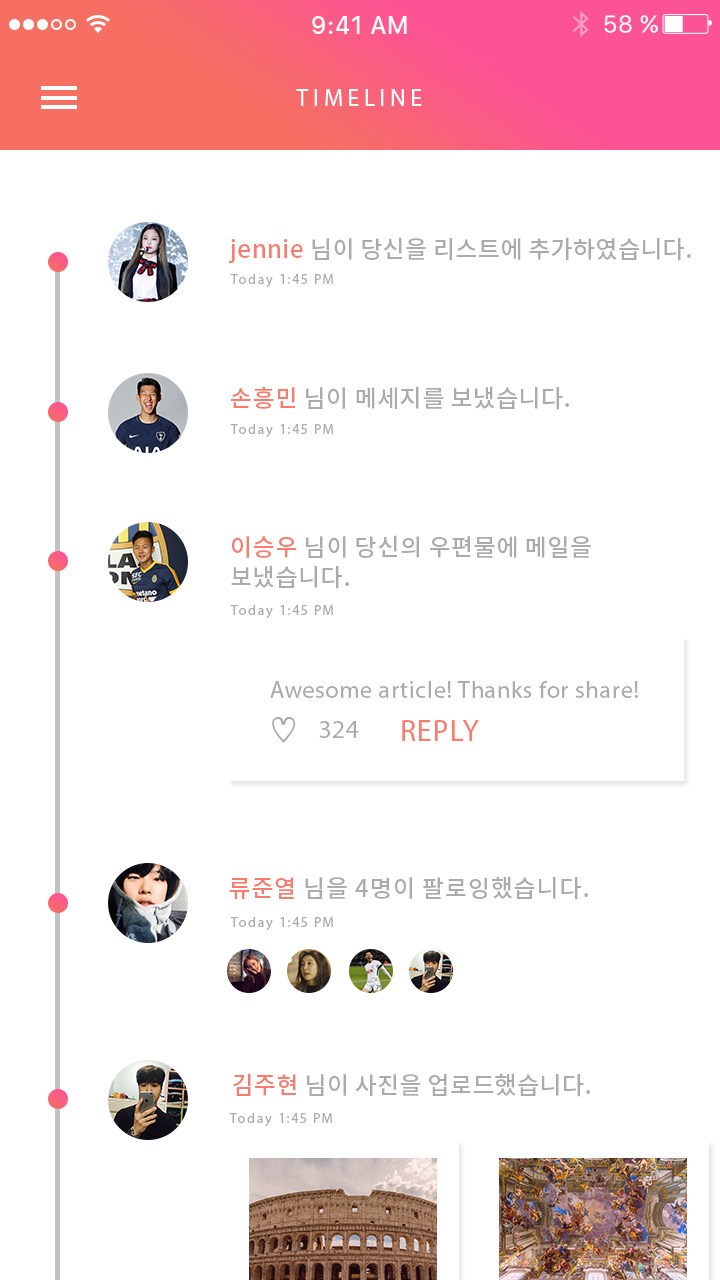 9:41 AM
58 %
TIMELINE
jennie 님이 당신을 리스트에 추가하였습니다.
Today 1:45 PM
손흥민 님이 메세지를 보냈습니다.
Today 1:45 PM
AIA
이승우 님이 당신의 우편물에 메일을
보냈습니다.
Today 1:45 PM
Awesome article! Thanks for share!
324
REPLY
류준열 님을 4명이 팔로잉했습니다.
Today 1:45 PM
김주현 님이 사진을 업로드했습니다.
Today 1:45 PM